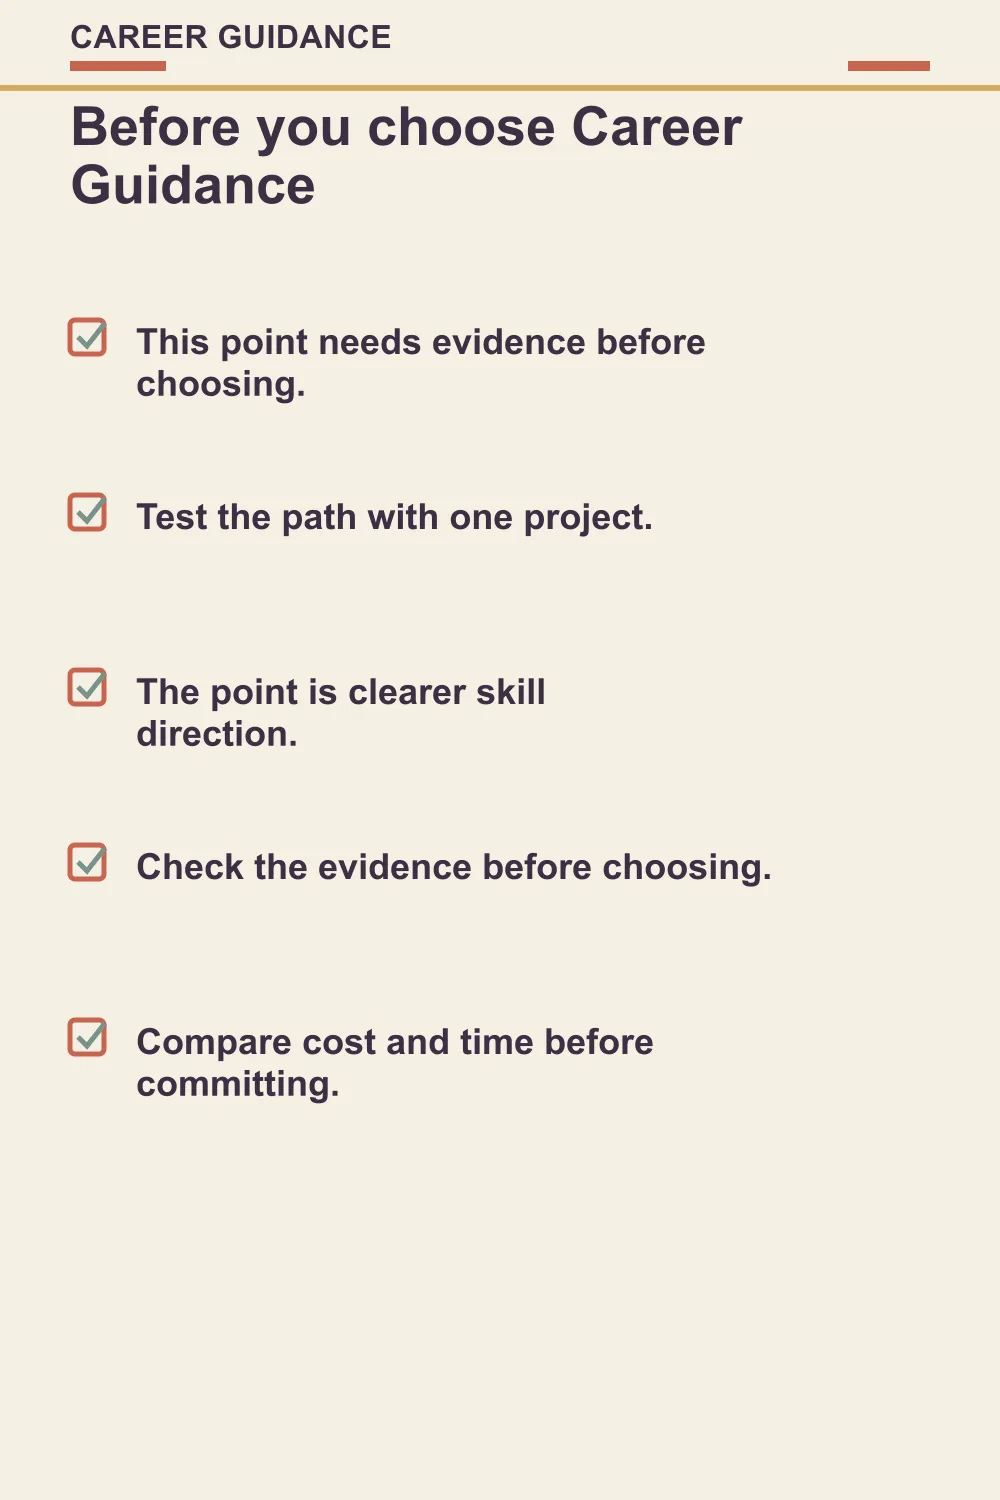 CAREER GUIDANCE
Before you choose Career
Guidance
This point needs evidence before
choosing.
Test the path with one project.
The point is clearer skill
direction.
Check the evidence before choosing.
Compare cost and time before
committing.